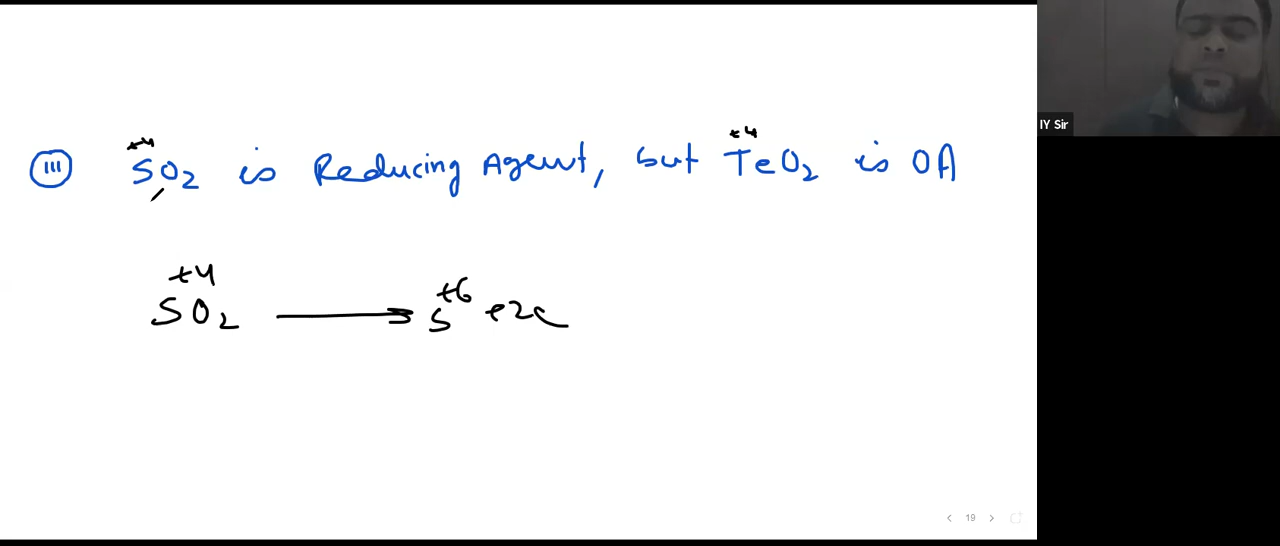 IY Sir
+4 +4
III SO2 is Reducing Agent, but TeO2 is OA
+4 +6
SO2 → S +2e
19